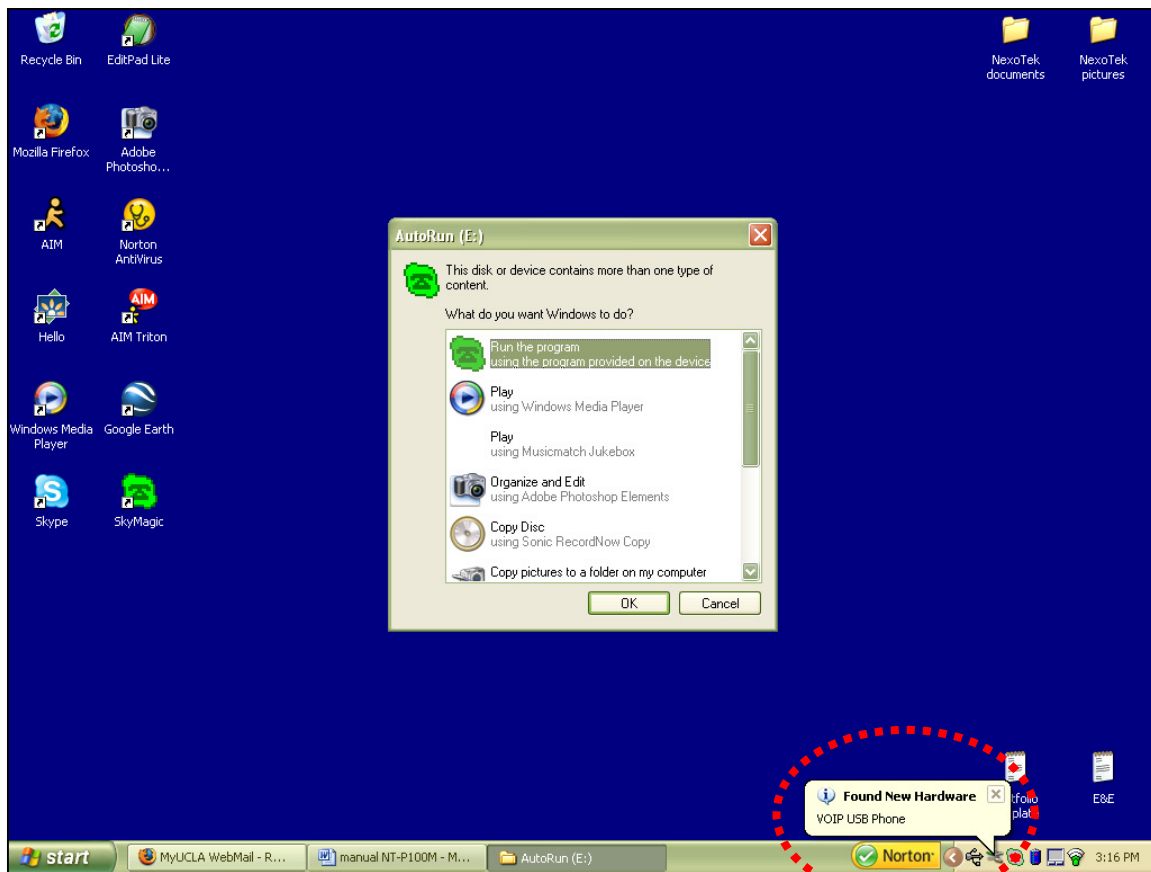 Recycle Bin
EditPad Lite
NexoTek
documents
NexoTek
pictures
Mozilla Firefox
Adobe
Photosho...
AIM
Norton
AntiVirus
Hello
AIM
AIM Triton
Windows Media
Player
Google Earth
Skype
SkyMagic
AutoRun (E:)
This disk or device contains more than one type of
content.
What do you want Windows to do?
Run the program
using the program provided on the device
Play
using Windows Media Player
Play
using Musicmatch Jukebox
Organize and Edit
using Adobe Photoshop Elements
Copy Disc
using Sonic RecordNow Copy
Copy pictures to a folder on my computer
OK
Cancel
Found New Hardware
VOIP USB Phone
E&E
start
MyUCLA WebMail - R...
manual NT-P100M - M...
AutoRun (E:)
Norton
3:16 PM